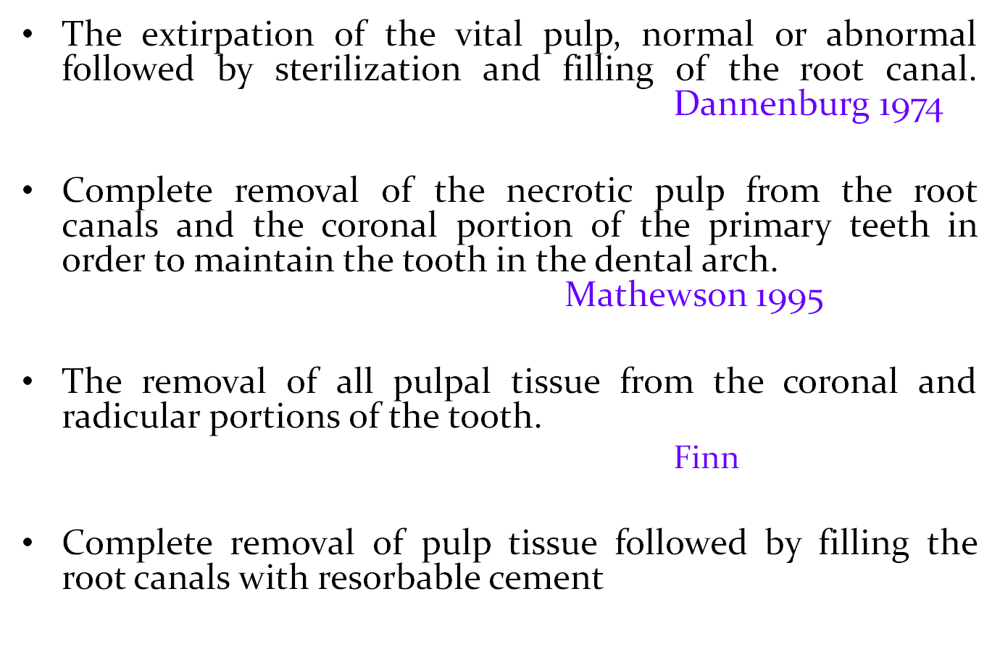 • The extirpation of the vital pulp, normal or abnormal
followed by sterilization and filling of the root canal.
Dannenburg 1974
• Complete removal of the necrotic pulp from the root
canals and the coronal portion of the primary teeth in
order to maintain the tooth in the dental arch.
Mathewson 1995
• The removal of all pulpal tissue from the coronal and
radicular portions of the tooth.
Finn
• Complete removal of pulp tissue followed by filling the
root canals with resorbable cement